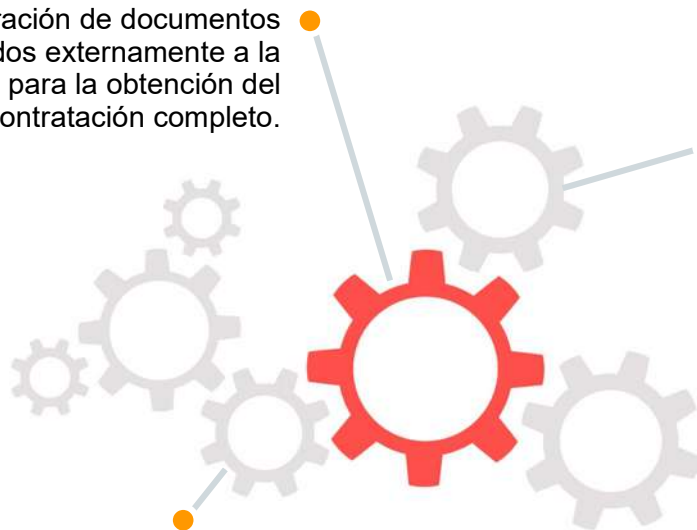 ración de documentos
dos externamente a la
para la obtención del
ontratación completo.